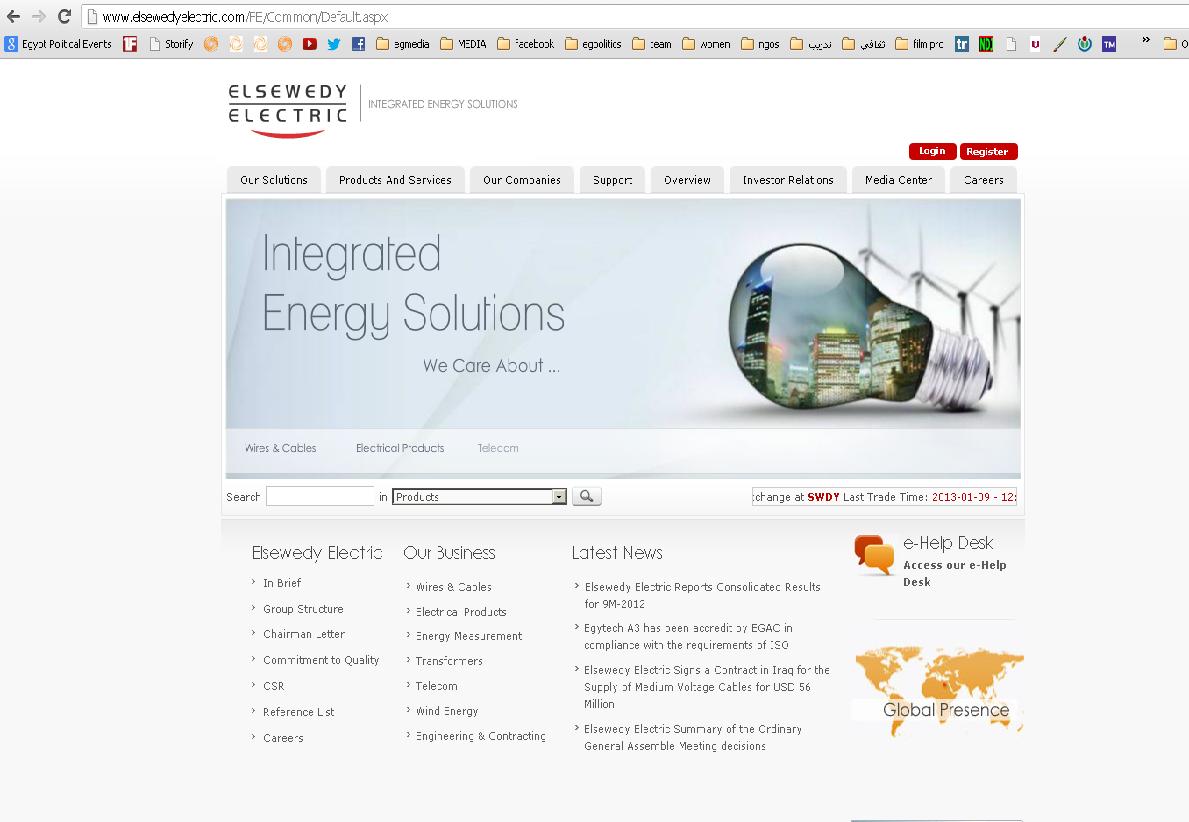 www.elsewedyelectric.com/FE/Common/Default.aspx
Egypt Political Events Storify egmedia MEDIA facebook egpolitics team women ngos تدريب ثقافي film pro tr ND U TM » O
ELSEWEDY
ELECTRIC
INTEGRATED ENERGY SOLUTIONS
Login Register
Our Solutions Products And Services Our Companies Support Overview Investor Relations Media Center Careers
Integrated
Energy Solutions
We Care About ...
Wires & Cables Electrical Products Telecom
Search in Products
change at SWDY Last Trade Time: 2013-01-09 - 12:
Elsewedy Electric
In Brief
Group Structure
Chairman Letter
Commitment to Quality
CSR
Reference List
Careers
Our Business
Wires & Cables
Electrical Products
Energy Measurement
Transformers
Telecom
Wind Energy
Engineering & Contracting
Latest News
Elsewedy Electric Reports Consolidated Results
for 9M-2012
Egytech A3 has been accredit by EGAC in
compliance with the requirements of ISO
Elsewedy Electric Signs a Contract in Iraq for the
Supply of Medium Voltage Cables for USD 56
Million
Elsewedy Electric Summary of the Ordinary
General Assemble Meeting decisions
e-Help Desk
Access our e-Help
Desk
Global Presence